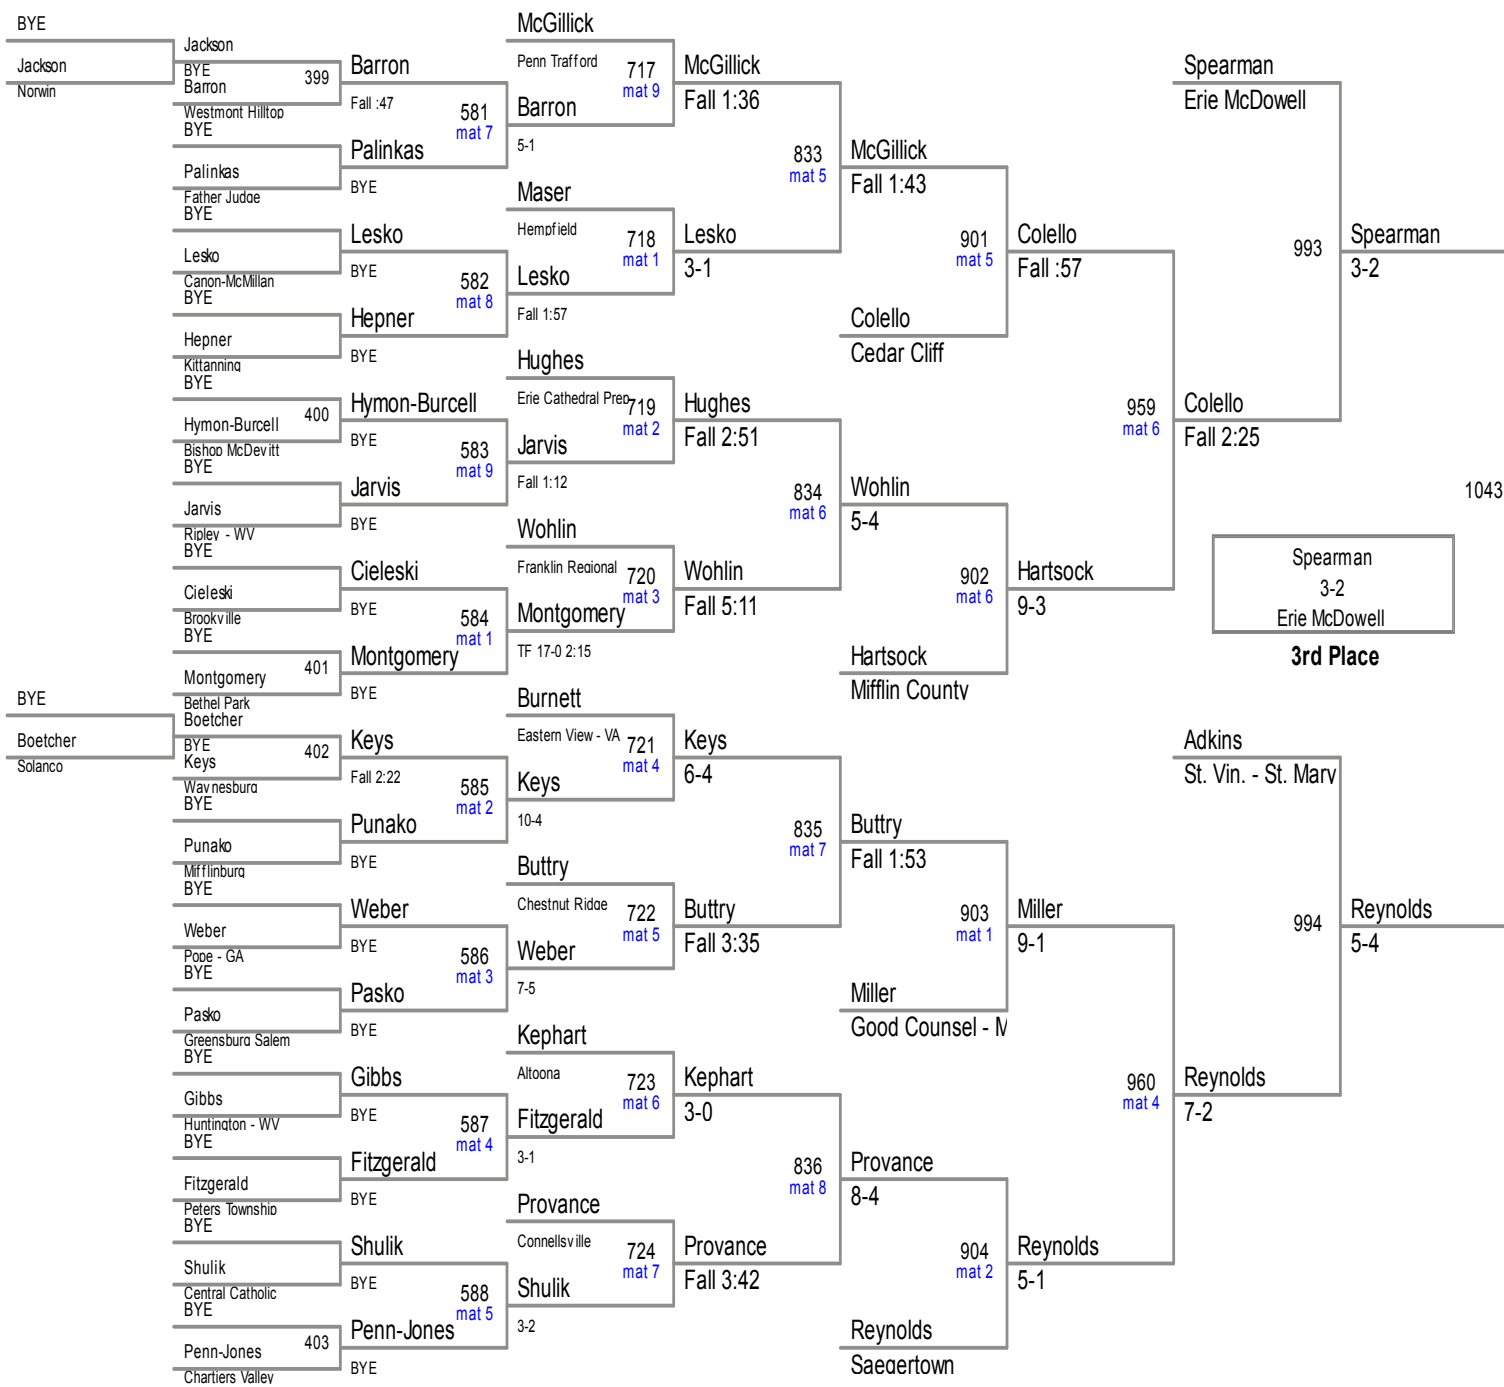 BYE
Jackson
Norwin
Jackson
BYE
Barron
399
Westmont Hilltop
BYE
Palinkas
Father Judge
BYE
Lesko
Canon-McMillan
BYE
Hepner
Kittanning
BYE
Hymon-Burcell
400
Bishop McDevitt
BYE
Jarvis
Ripley - WV
BYE
Cieleski
Brookville
BYE
Montgomery
401
Bethel Park
BYE
Boetcher
Solanco
Boetcher
BYE
Keys
402
Waynesburg
BYE
Punako
Mifflinburg
BYE
Weber
Pope - GA
BYE
Pasko
Greensburg Salem
BYE
Gibbs
Huntington - WV
BYE
Fitzgerald
Peters Township
BYE
Shulik
Central Catholic
BYE
Penn-Jones
403
Chartiers Valley
Barron
Fall :47
581
mat 7
Palinkas
BYE
Lesko
BYE
582
mat 8
Hepner
BYE
Hymon-Burcell
BYE
583
mat 9
Jarvis
BYE
Cieleski
BYE
584
mat 1
Montgomery
BYE
Keys
Fall 2:22
585
mat 2
Punako
BYE
Weber
BYE
586
mat 3
Pasko
BYE
Gibbs
BYE
587
mat 4
Fitzgerald
BYE
Shulik
BYE
588
mat 5
Penn-Jones
BYE
McGillick
Penn Trafford
717
mat 9
Barron
5-1
Maser
Hempfield
718
mat 1
Lesko
Fall 1:57
Hughes
Erie Cathedral Prep
719
mat 2
Jarvis
Fall 1:12
Wohlin
Franklin Regional
720
mat 3
Montgomery
TF 17-0 2:15
Burnett
Eastern View - VA
721
mat 4
Keys
10-4
Buttry
Chestnut Ridge
722
mat 5
Weber
7-5
Kephart
Altoona
723
mat 6
Fitzgerald
3-1
Provance
Connellsville
724
mat 7
Shulik
3-2
McGillick
Fall 1:36
833
mat 5
Lesko
3-1
Hughes
Fall 2:51
834
mat 6
Wohlin
Fall 5:11
Keys
6-4
835
mat 7
Buttry
Fall 3:35
Kephart
3-0
836
mat 8
Provance
Fall 3:42
McGillick
Fall 1:43
901
mat 5
Colello
Cedar Cliff
Wohlin
5-4
902
mat 6
Hartsock
Mifflin County
Buttry
Fall 1:53
903
mat 1
Miller
Good Counsel - M
Provance
8-4
904
mat 2
Reynolds
Saegertown
Colello
Fall :57
959
mat 6
Hartsock
9-3
Miller
9-1
960
mat 4
Reynolds
5-1
Spearman
Erie McDowell
993
Colello
Fall 2:25
Adkins
St. Vin. - St. Mary
994
Reynolds
7-2
Spearman
3-2
1043
Reynolds
5-4
Spearman
3-2
Erie McDowell
3rd Place